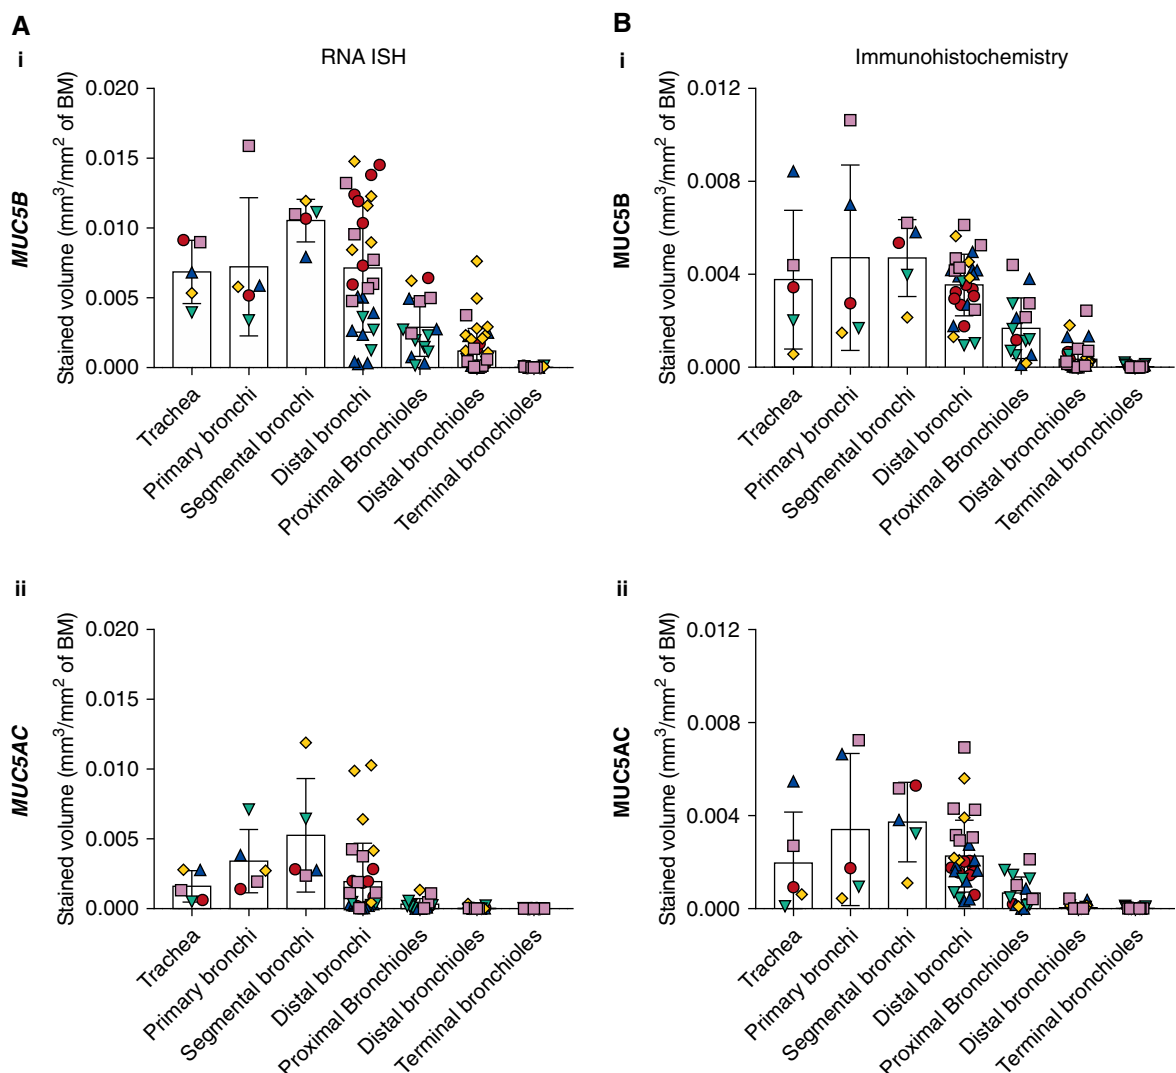 A
i
RNA ISH
MUC5B
Stained volume (mm³/mm² of BM)
0.020
0.015
0.010
0.005
0.000
Trachea
Primary bronchi
Segmental bronchi
Distal bronchi
Proximal Bronchioles
Distal bronchioles
Terminal bronchioles
B
i
Immunohistochemistry
MUC5B
Stained volume (mm³/mm² of BM)
0.012
0.008
0.004
0.000
Trachea
Primary bronchi
Segmental bronchi
Distal bronchi
Proximal Bronchioles
Distal bronchioles
Terminal bronchioles
ii
MUC5AC
Stained volume (mm³/mm² of BM)
0.020
0.015
0.010
0.005
0.000
Trachea
Primary bronchi
Segmental bronchi
Distal bronchi
Proximal Bronchioles
Distal bronchioles
Terminal bronchioles
ii
MUC5AC
Stained volume (mm³/mm² of BM)
0.012
0.008
0.004
0.000
Trachea
Primary bronchi
Segmental bronchi
Distal bronchi
Proximal Bronchioles
Distal bronchioles
Terminal bronchioles